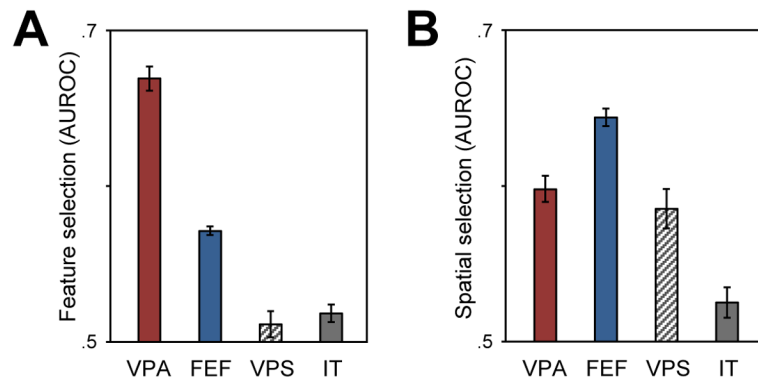 A
Feature selection (AUROC)
.7
.5
VPA FEF VPS IT
B
Spatial selection (AUROC)
.7
.5
VPA FEF VPS IT